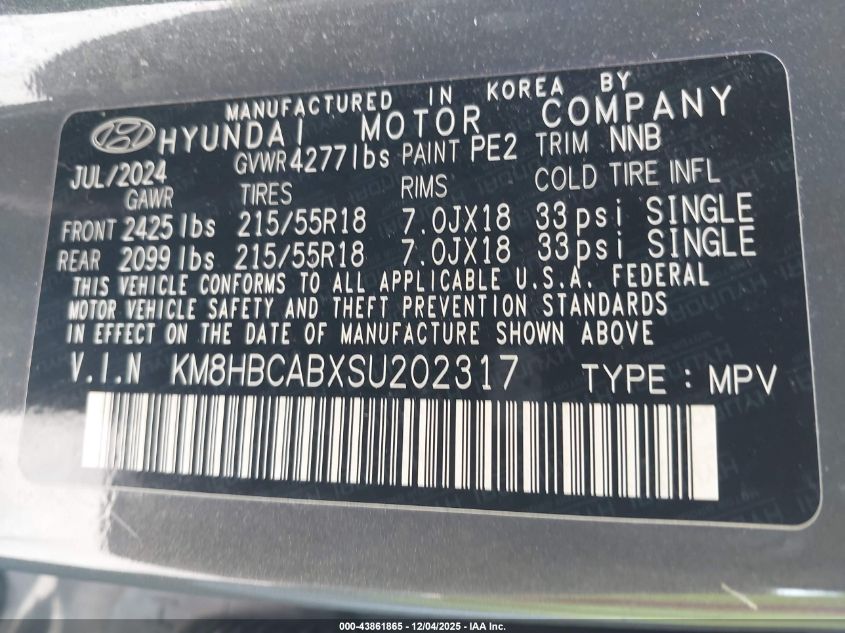 MANUFACTURED IN KOREA BY
HYUNDAI MOTOR COMPANY
JUL/2024 GVWR 4277lbs PAINT PE2 TRIM NNB
GAWR TIRES RIMS COLD TIRE INFL
FRONT 2425lbs 215/55R18 7.0JX18 33psi SINGLE
REAR 2099lbs 215/55R18 7.0JX18 33psi SINGLE
THIS VEHICLE CONFORMS TO ALL APPLICABLE U.S.A. FEDERAL
MOTOR VEHICLE SAFETY AND THEFT PREVENTION STANDARDS
IN EFFECT ON THE DATE OF MANUFACTURE SHOWN ABOVE
V.I.N KM8HBCABXSU202317 TYPE : MPV
000-43861865 - 12/04/2025 - IAA Inc.